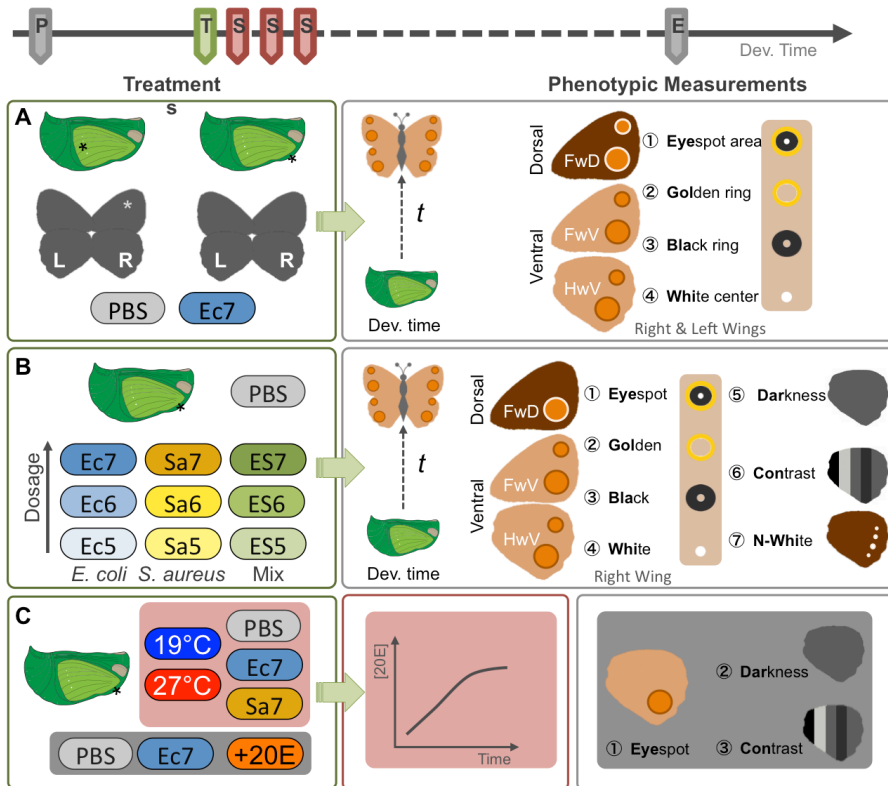 P
T
S
S
S
E
Dev. Time
Treatment
s
Phenotypic Measurements
A
*
*
*
L
R
L
R
PBS
Ec7
t
Dev. time
Dorsal
Ventral
FwD
FwV
HwV
① Eyespot area
② Golden ring
③ Black ring
④ White center
Right & Left Wings
B
*
PBS
Dosage
Ec7
Sa7
ES7
Ec6
Sa6
ES6
Ec5
Sa5
ES5
E. coli
S. aureus
Mix
t
Dev. time
Dorsal
Ventral
FwD
FwV
HwV
① Eyespot
② Golden
③ Black
④ White
Right Wing
⑤ Darkness
⑥ Contrast
⑦ N-White
C
*
19°C
27°C
PBS
Ec7
Sa7
PBS
Ec7
+20E
[20E]
Time
① Eyespot
② Darkness
③ Contrast